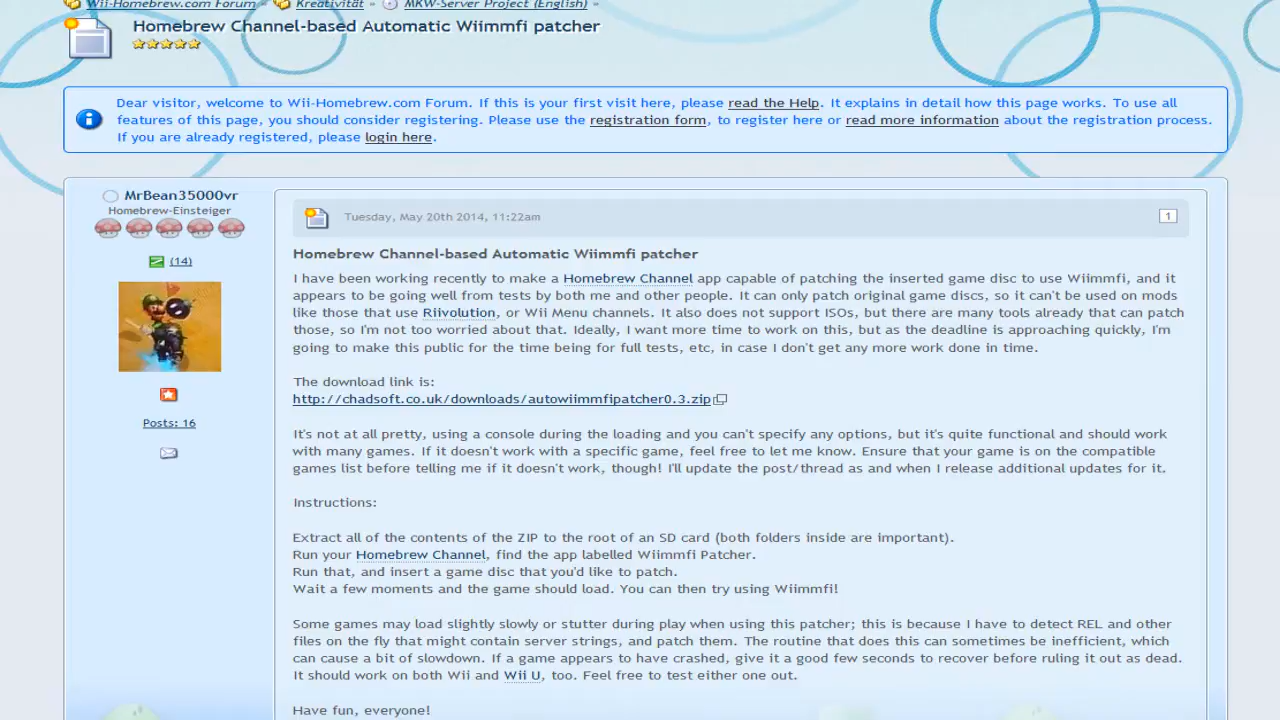 Wii-Homebrew.com Forum » Kreativität » MKW-Server Project (English) »
Homebrew Channel-based Automatic Wiimmfi patcher
Dear visitor, welcome to Wii-Homebrew.com Forum. If this is your first visit here, please read the Help. It explains in detail how this page works. To use all
features of this page, you should consider registering. Please use the registration form, to register here or read more information about the registration process.
If you are already registered, please login here.
MrBean35000vr
Homebrew-Einsteiger
(14)
Posts: 16
Tuesday, May 20th 2014, 11:22am
1
Homebrew Channel-based Automatic Wiimmfi patcher
I have been working recently to make a Homebrew Channel app capable of patching the inserted game disc to use Wiimmfi, and it
appears to be going well from tests by both me and other people. It can only patch original game discs, so it can't be used on mods
like those that use Riivolution, or Wii Menu channels. It also does not support ISOs, but there are many tools already that can patch
those, so I'm not too worried about that. Ideally, I want more time to work on this, but as the deadline is approaching quickly, I'm
going to make this public for the time being for full tests, etc, in case I don't get any more work done in time.
The download link is:
http://chadsoft.co.uk/downloads/autowiimmfipatcher0.3.zip
It's not at all pretty, using a console during the loading and you can't specify any options, but it's quite functional and should work
with many games. If it doesn't work with a specific game, feel free to let me know. Ensure that your game is on the compatible
games list before telling me if it doesn't work, though! I'll update the post/thread as and when I release additional updates for it.
Instructions:
Extract all of the contents of the ZIP to the root of an SD card (both folders inside are important).
Run your Homebrew Channel, find the app labelled Wiimmfi Patcher.
Run that, and insert a game disc that you'd like to patch.
Wait a few moments and the game should load. You can then try using Wiimmfi!
Some games may load slightly slowly or stutter during play when using this patcher; this is because I have to detect REL and other
files on the fly that might contain server strings, and patch them. The routine that does this can sometimes be inefficient, which
can cause a bit of slowdown. If a game appears to have crashed, give it a good few seconds to recover before ruling it out as dead.
It should work on both Wii and Wii U, too. Feel free to test either one out.
Have fun, everyone!